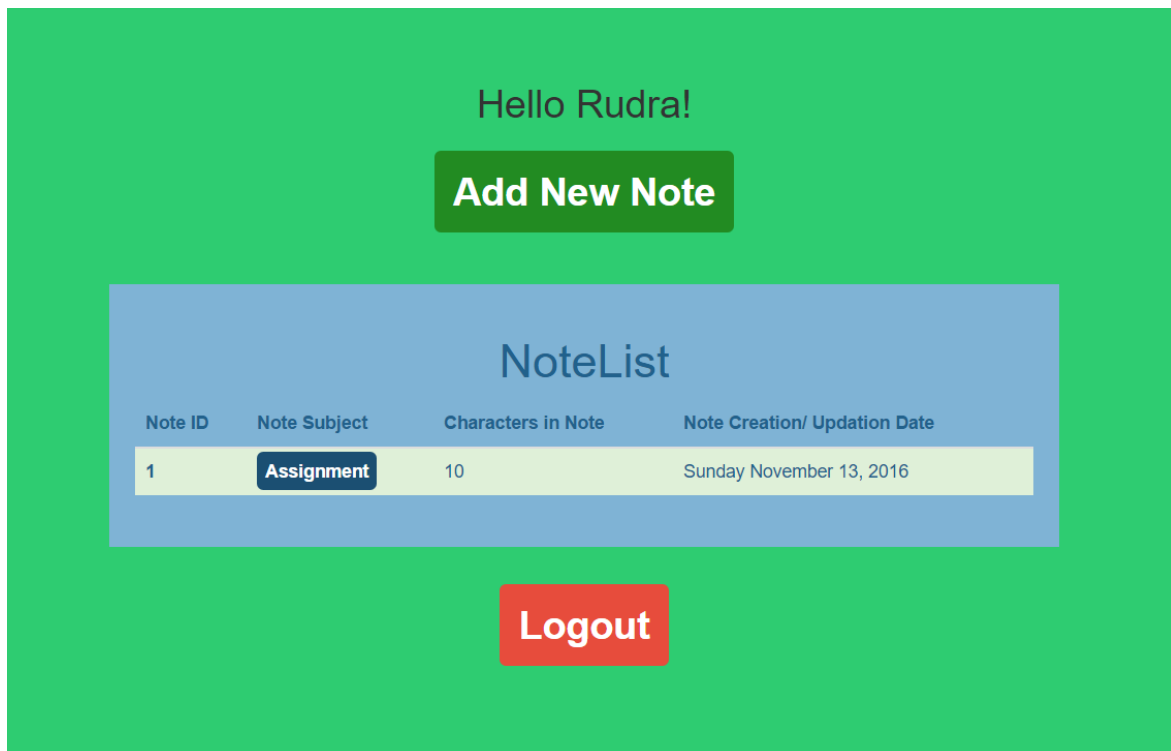 Hello Rudra!
Add New Note
NoteList
Note ID Note Subject Characters in Note Note Creation/ Updation Date
1 Assignment 10 Sunday November 13, 2016
Logout